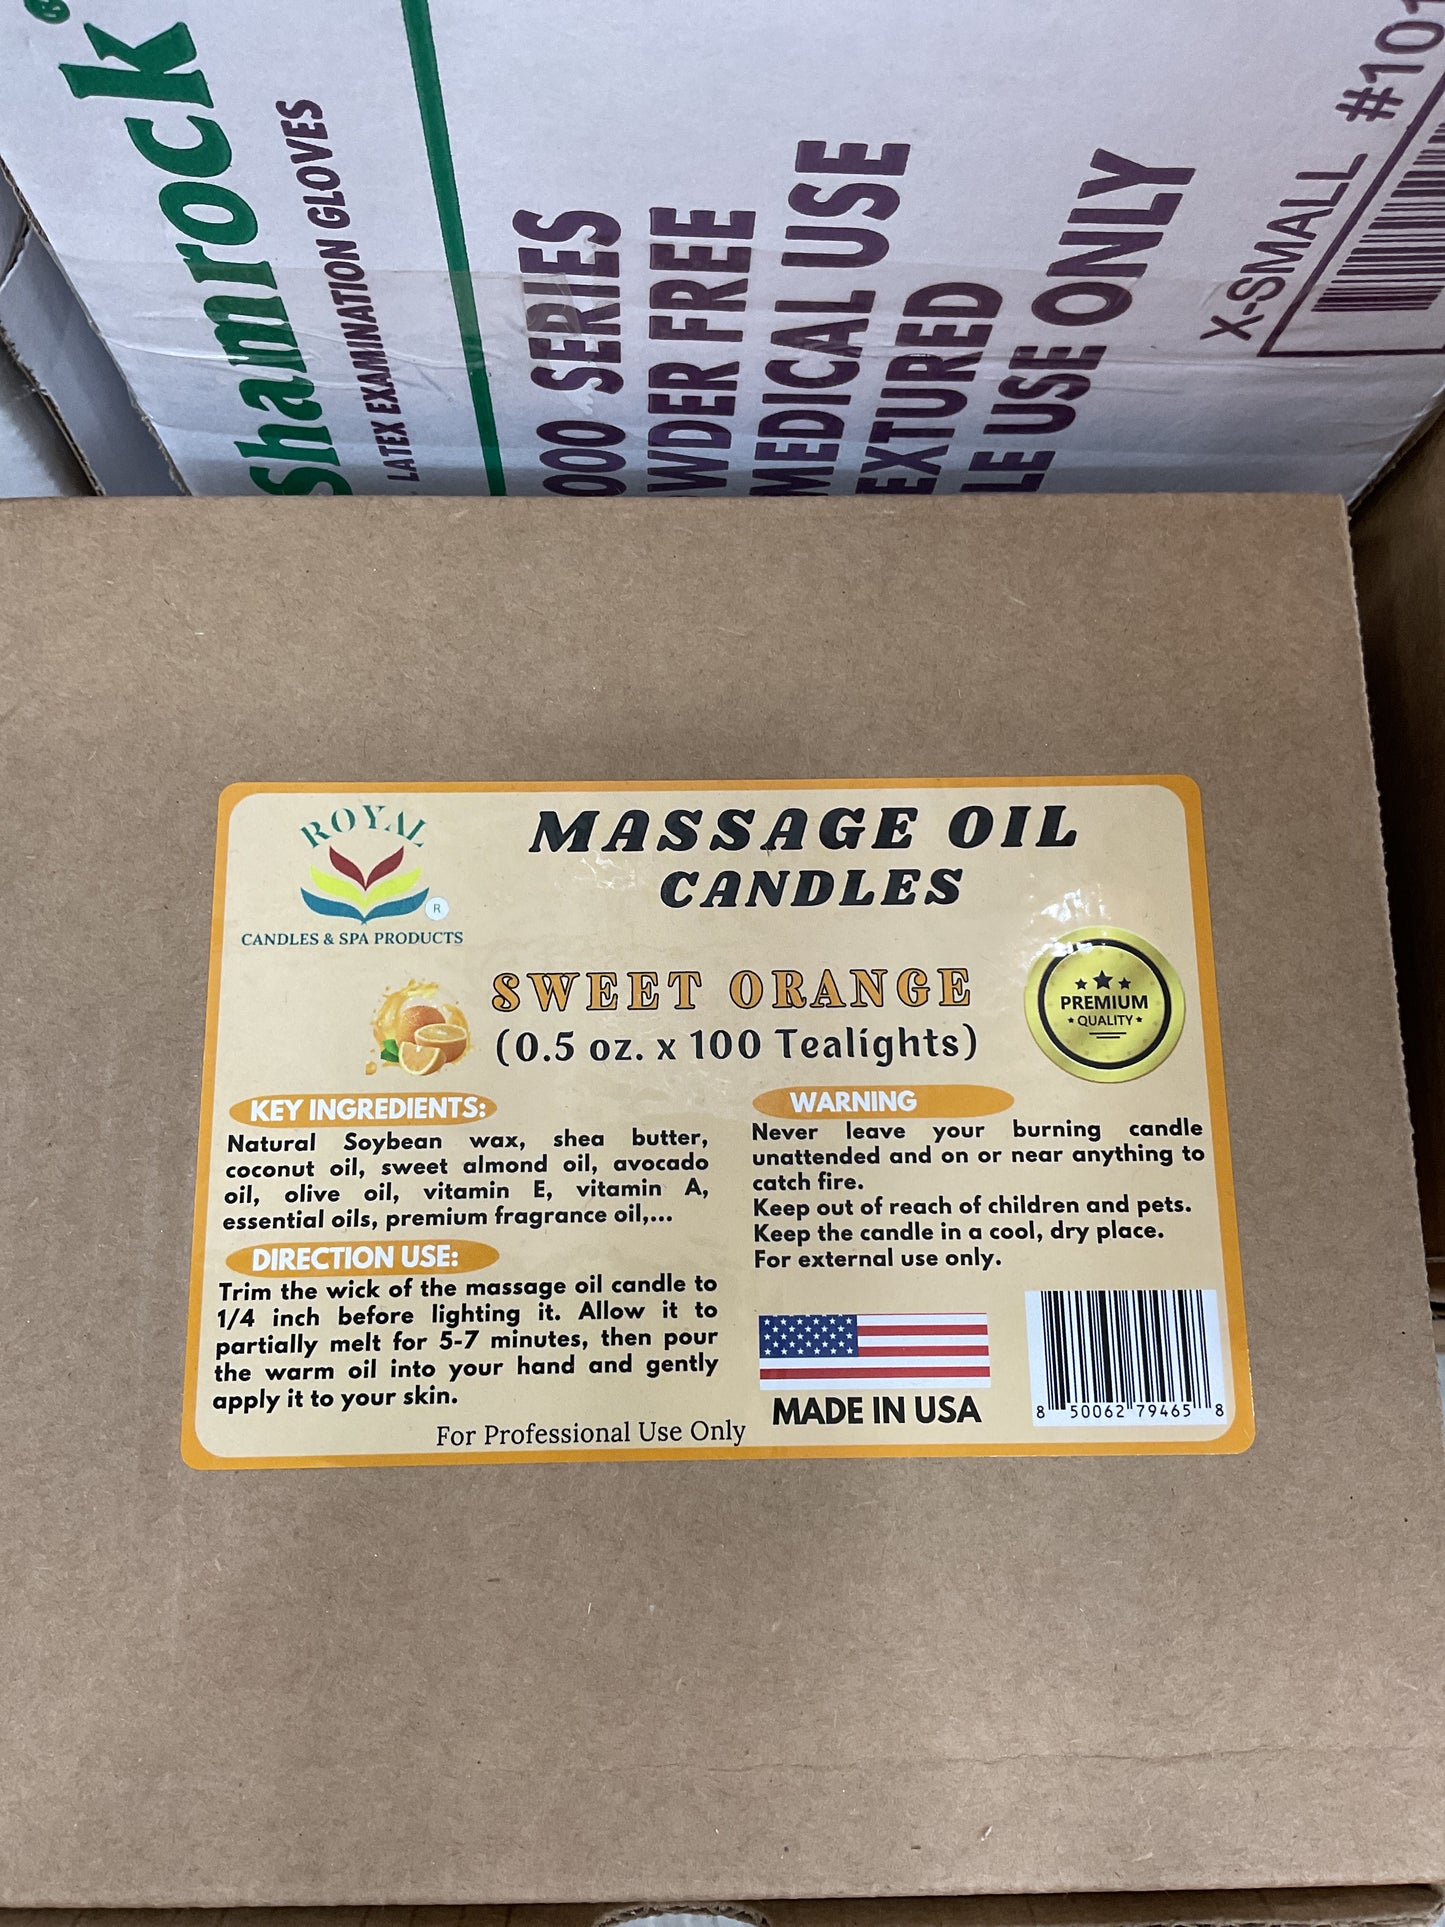 Shamrock
LATEX EXAMINATION GLOVES
000 SERIES
WDER FREE
MEDICAL USE
EXTURED
LE USE ONLY
X-SMALL #101
ROYAL
R
CANDLES & SPA PRODUCTS
MASSAGE OIL
CANDLES
SWEET ORANGE
(0.5 oz. x 100 Tealights)
PREMIUM
QUALITY
KEY INGREDIENTS:
Natural Soybean wax, shea butter,
coconut oil, sweet almond oil, avocado
oil, olive oil, vitamin E, vitamin A,
essential oils, premium fragrance oil,...
DIRECTION USE:
Trim the wick of the massage oil candle to
1/4 inch before lighting it. Allow it to
partially melt for 5-7 minutes, then pour
the warm oil into your hand and gently
apply it to your skin.
For Professional Use Only
WARNING
Never leave your burning candle
unattended and on or near anything to
catch fire.
Keep out of reach of children and pets.
Keep the candle in a cool, dry place.
For external use only.
MADE IN USA
8 50062 79465 8